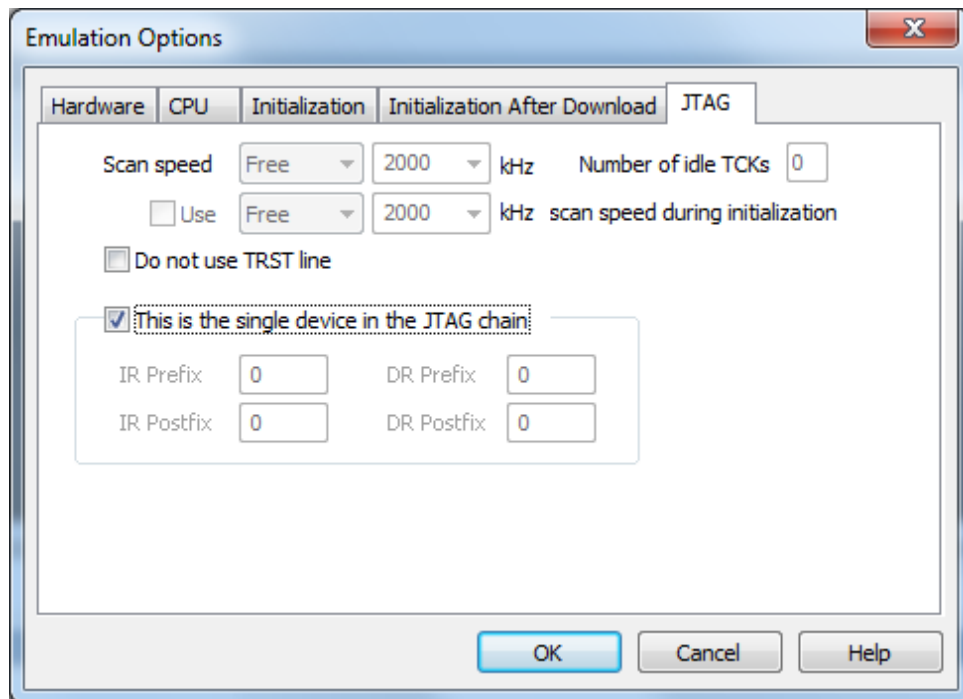 Emulation Options
Hardware CPU Initialization Initialization After Download JTAG
Scan speed Free 2000 kHz Number of idle TCKs 0
Use Free 2000 kHz scan speed during initialization
Do not use TRST line
This is the single device in the JTAG chain
IR Prefix 0 DR Prefix 0
IR Postfix 0 DR Postfix 0
OK Cancel Help